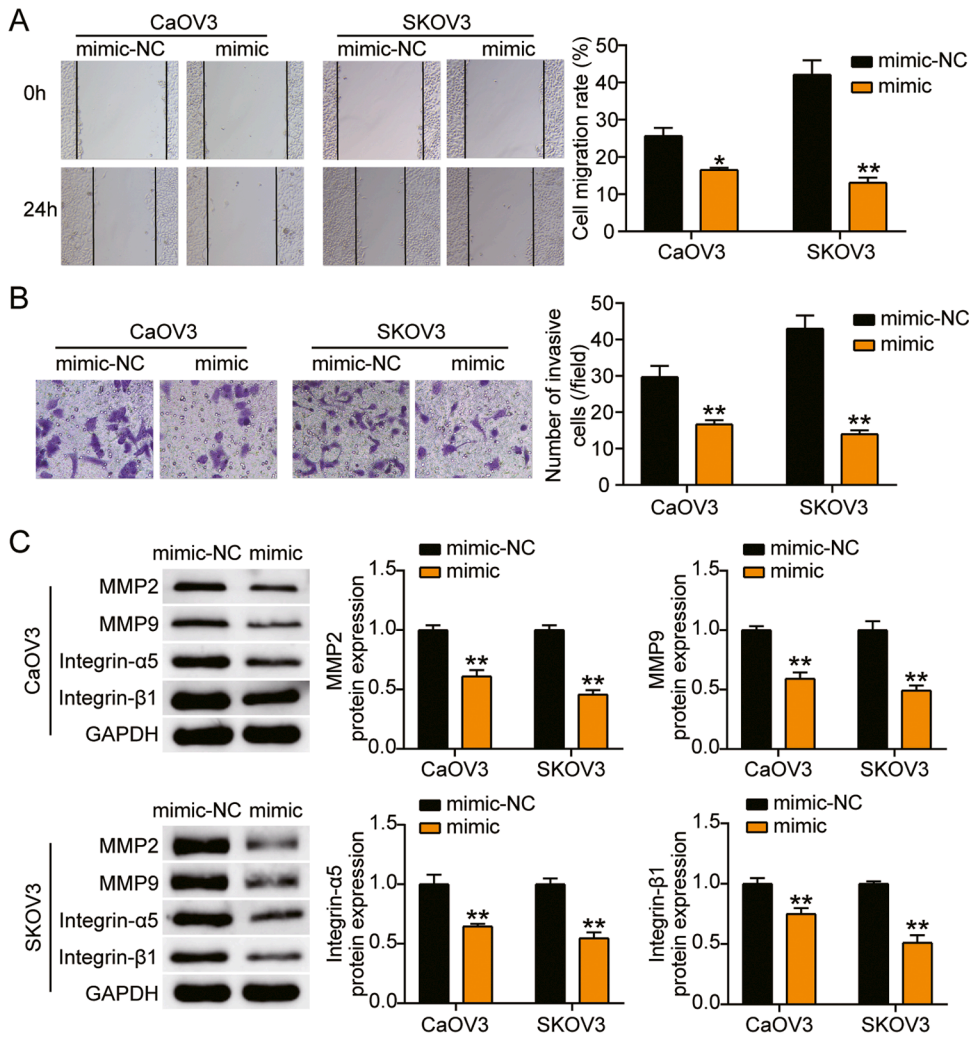 A
CaOV3
SKOV3
mimic-NC
mimic
mimic-NC
mimic
0h
24h
Cell migration rate (%)
50
40
30
20
10
0
mimic-NC
mimic
*
**
CaOV3
SKOV3
B
CaOV3
SKOV3
mimic-NC
mimic
mimic-NC
mimic
Number of invasive
cells (/field)
50
40
30
20
10
0
mimic-NC
mimic
**
**
CaOV3
SKOV3
C
mimic-NC mimic
CaOV3
MMP2
MMP9
Integrin-α5
Integrin-β1
GAPDH
MMP2
protein expression
1.5
1.0
0.5
0.0
mimic-NC
mimic
**
**
CaOV3
SKOV3
MMP9
protein expression
1.5
1.0
0.5
0.0
mimic-NC
mimic
**
**
CaOV3
SKOV3
mimic-NC mimic
SKOV3
MMP2
MMP9
Integrin-α5
Integrin-β1
GAPDH
Integrin-α5
protein expression
1.5
1.0
0.5
0.0
mimic-NC
mimic
**
**
CaOV3
SKOV3
Integrin-β1
protein expression
1.5
1.0
0.5
0.0
mimic-NC
mimic
**
**
CaOV3
SKOV3